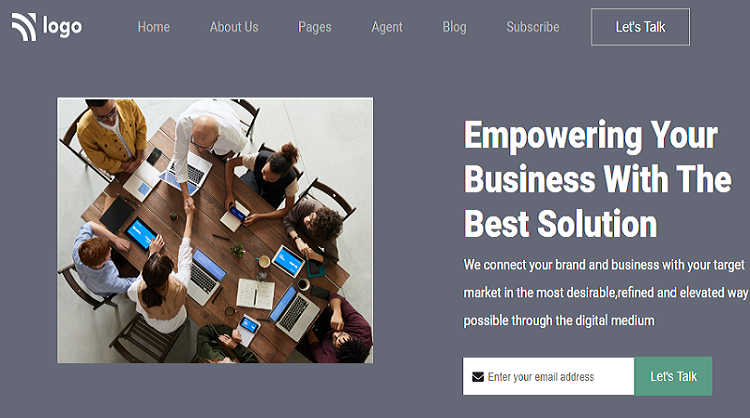 logo
Home
About Us
Pages
Agent
Blog
Subscribe
Let's Talk
Empowering Your
Business With The
Best Solution
We connect your brand and business with your target
market in the most desirable,refined and elevated way
possible through the digital medium
Enter your email address
Let's Talk